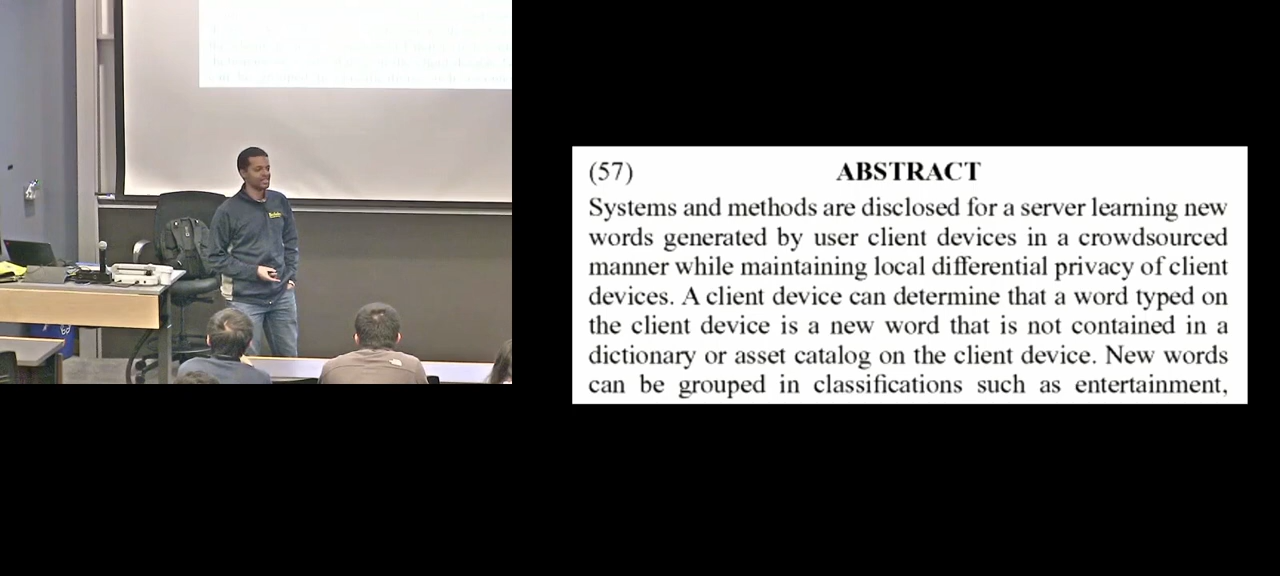 (57) ABSTRACT
Systems and methods are disclosed for a server learning new
words generated by user client devices in a crowdsourced
manner while maintaining local differential privacy of client
devices. A client device can determine that a word typed on
the client device is a new word that is not contained in a
dictionary or asset catalog on the client device. New words
can be grouped in classifications such as entertainment,